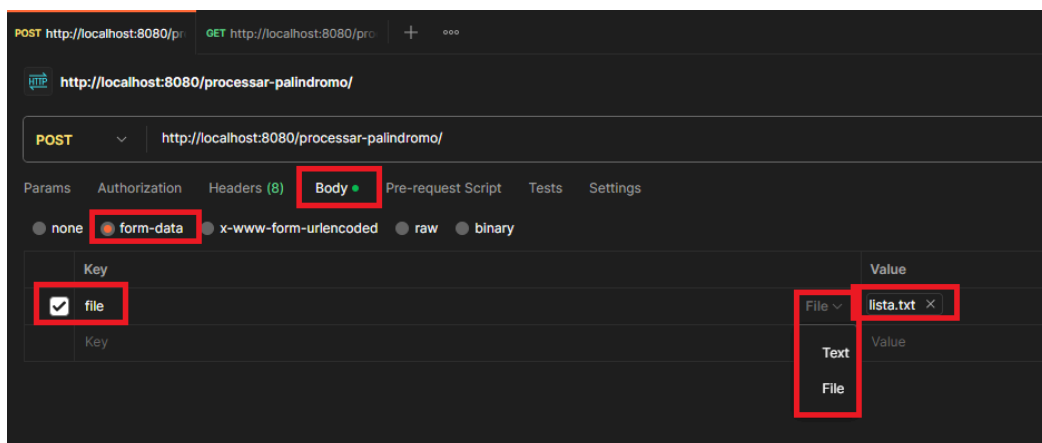 POST http://localhost:8080/pr GET http://localhost:8080/pro
HTTP http://localhost:8080/processar-palindromo/
POST http://localhost:8080/processar-palindromo/
Params Authorization Headers (8) Body Pre-request Script Tests Settings
none form-data x-www-form-urlencoded raw binary
Key Value
file File lista.txt
Key Value
Text
File